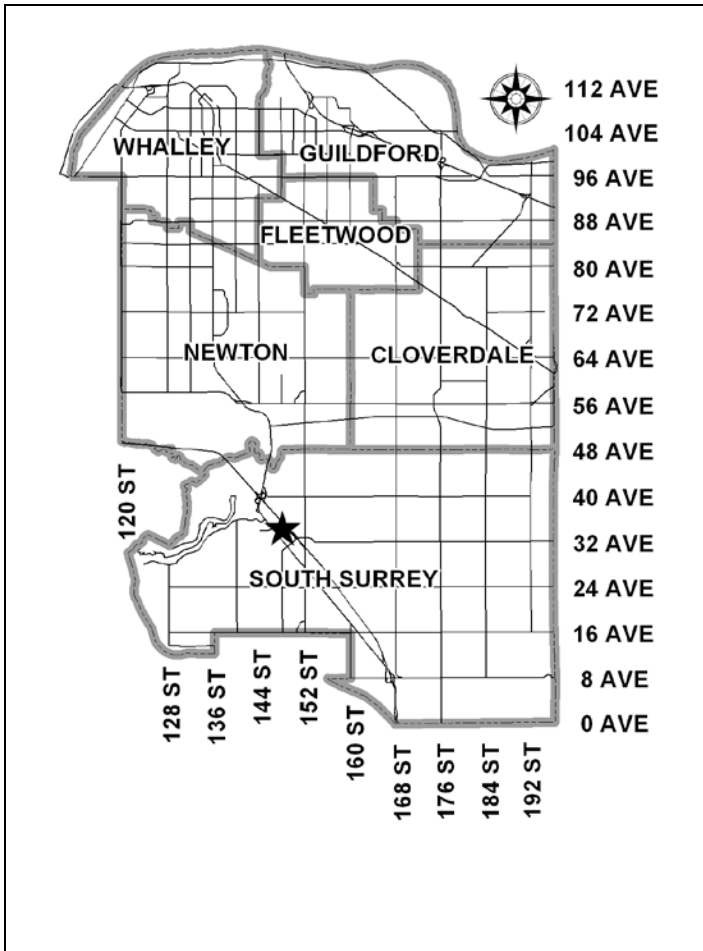 112 AVE
104 AVE
WHALLEY
GUILDFORD
96 AVE
88 AVE
FLEETWOOD
80 AVE
72 AVE
NEWTON
CLOVERDALE
64 AVE
56 AVE
48 AVE
120 ST
40 AVE
32 AVE
SOUTH SURREY
24 AVE
16 AVE
8 AVE
0 AVE
128 ST
136 ST
144 ST
152 ST
160 ST
168 ST
176 ST
184 ST
192 ST